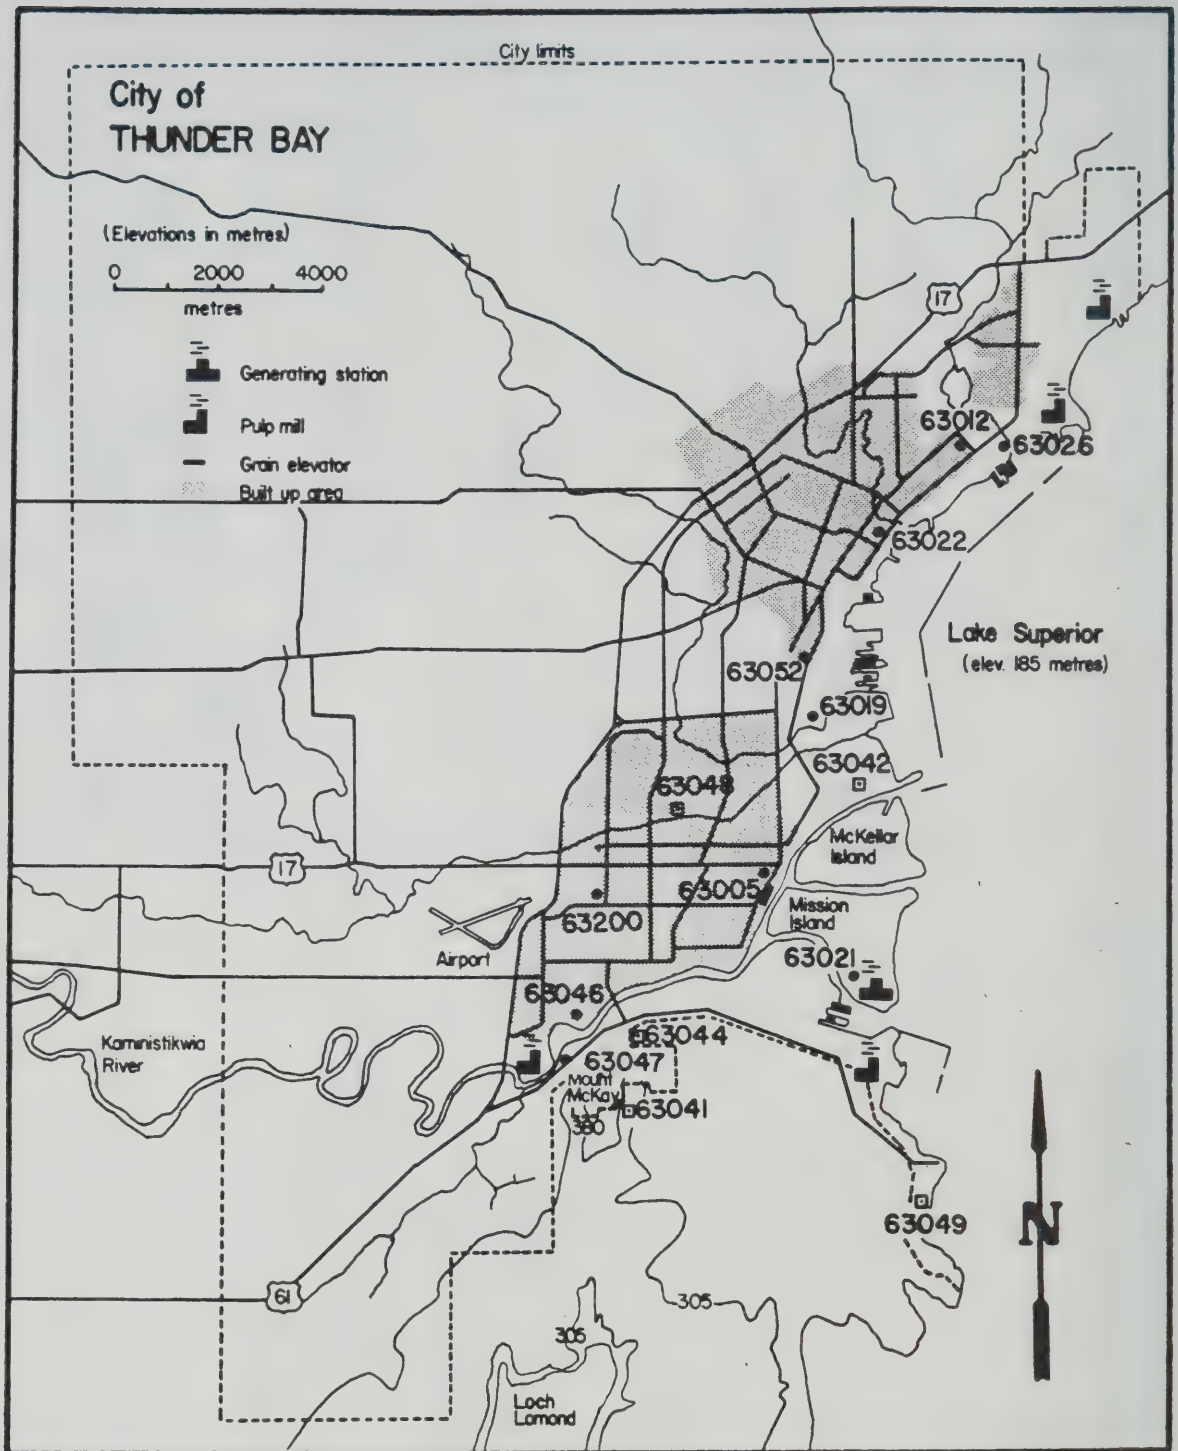 City limits
City of
THUNDER BAY
(Elevations in metres)
0 2000 4000
metres
Generating station
Pulp mill
Grain elevator
Built up area
17
63012
63026
63022
Lake Superior
(elev. 185 metres)
63052
63019
63042
63048
McKellar
Island
17
63005
Mission
Island
63200
Airport
63021
63046
Kaministikwia
River
63044
63047
Mount
McKay
63041
380
63049
N
61
305
305
Loch
Lomond